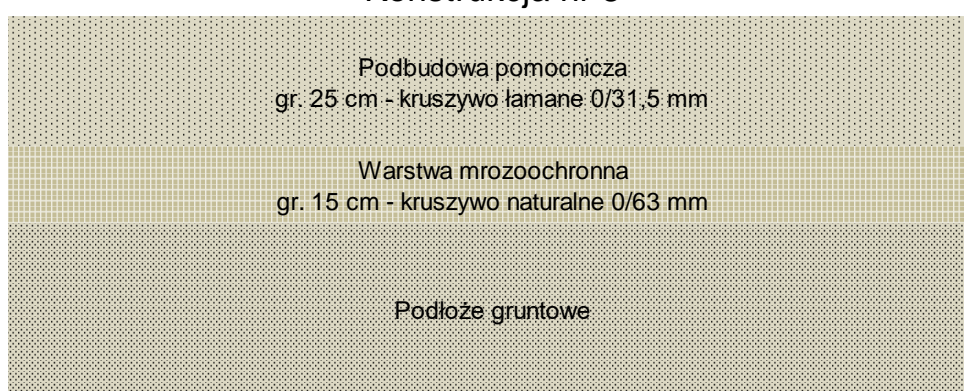 Podbudowa pomocnicza
gr. 25 cm - kruszywo łamane 0/31,5 mm
Warstwa mrozoochronna
gr. 15 cm - kruszywo naturalne 0/63 mm
Podłoże gruntowe